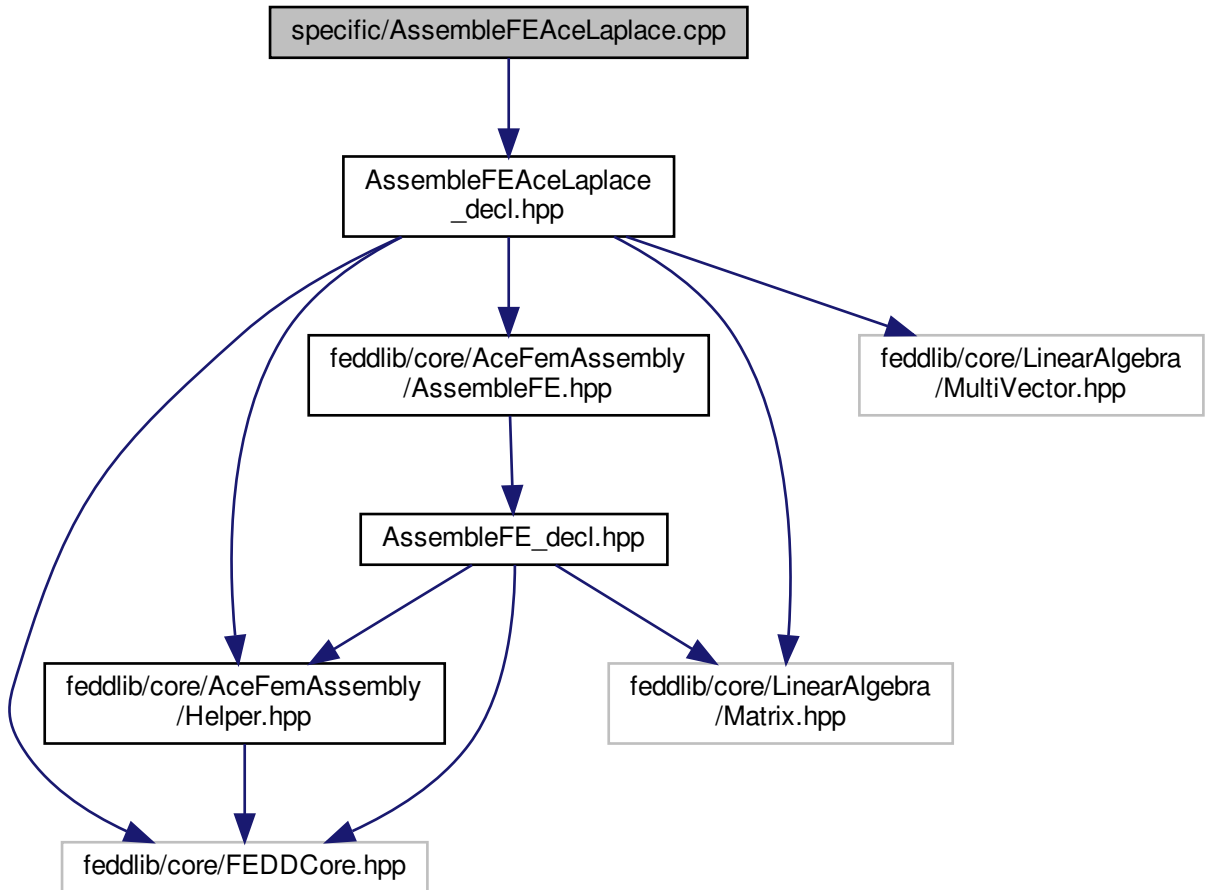 specific/AssembleFEAceLaplace.cpp
AssembleFEAceLaplace
_decl.hpp
feddlib/core/AceFemAssembly
/AssembleFE.hpp
feddlib/core/LinearAlgebra
/MultiVector.hpp
AssembleFE_decl.hpp
feddlib/core/AceFemAssembly
/Helper.hpp
feddlib/core/LinearAlgebra
/Matrix.hpp
feddlib/core/FEDDCore.hpp